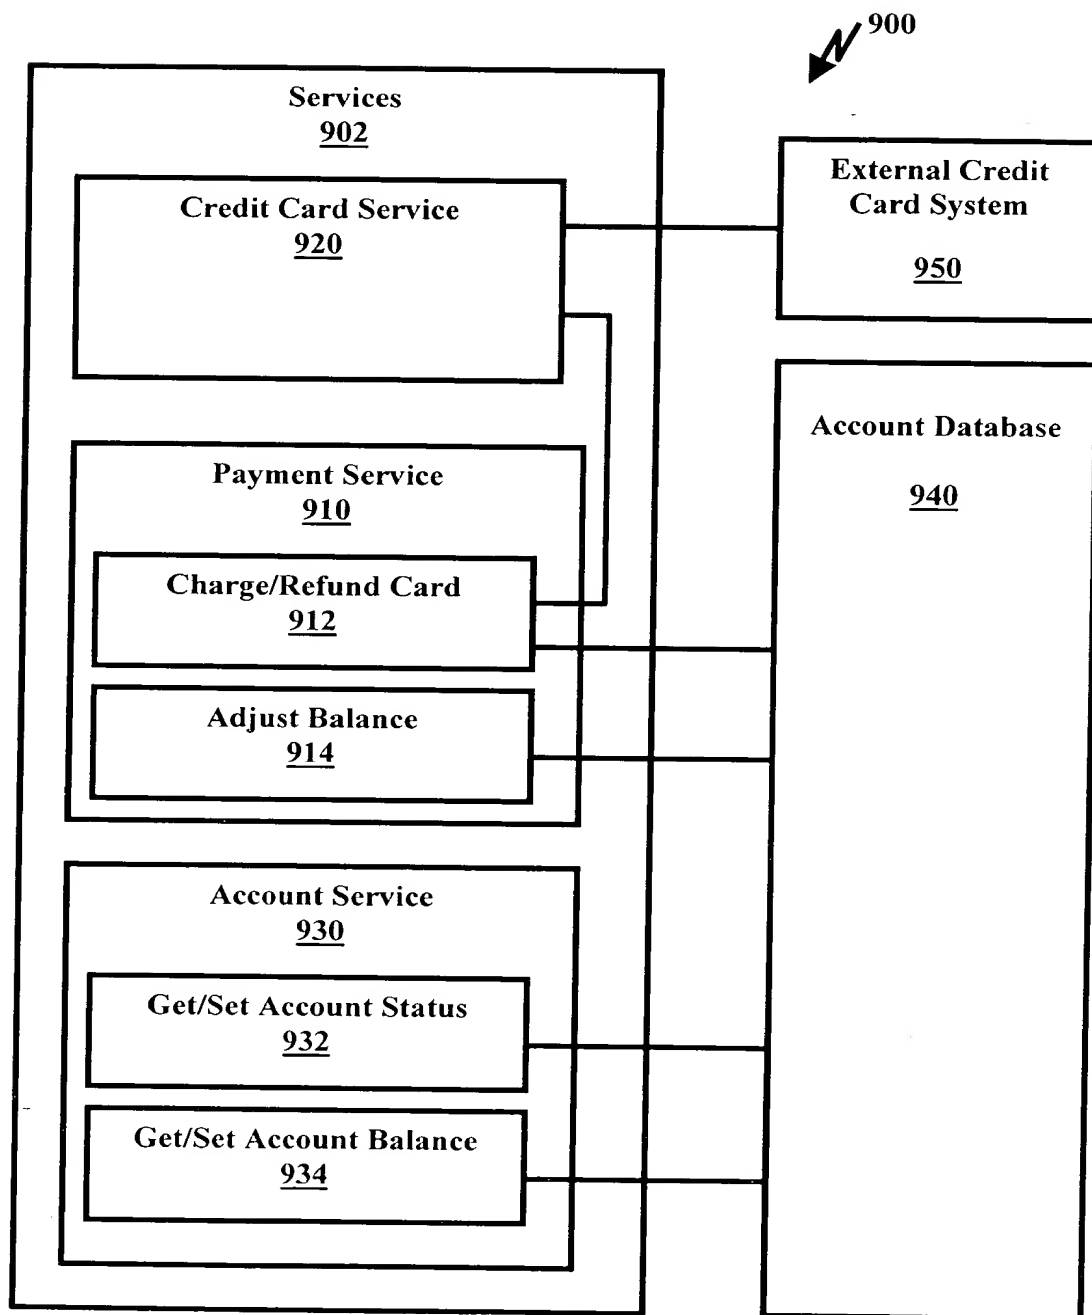 900
Services
902
Credit Card Service
920
External Credit
Card System
950
Payment Service
910
Charge/Refund Card
912
Adjust Balance
914
Account Database
940
Account Service
930
Get/Set Account Status
932
Get/Set Account Balance
934